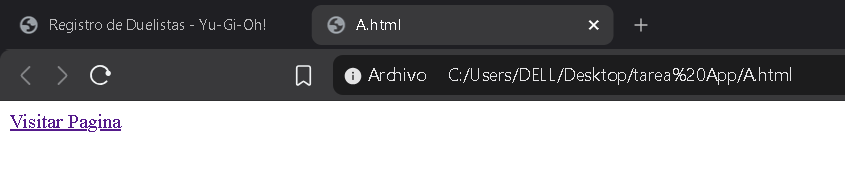 Registro de Duelistas - Yu-Gi-Oh!
A.html
Archivo C:/Users/DELL/Desktop/tarea%20App/A.html
Visitar Pagina